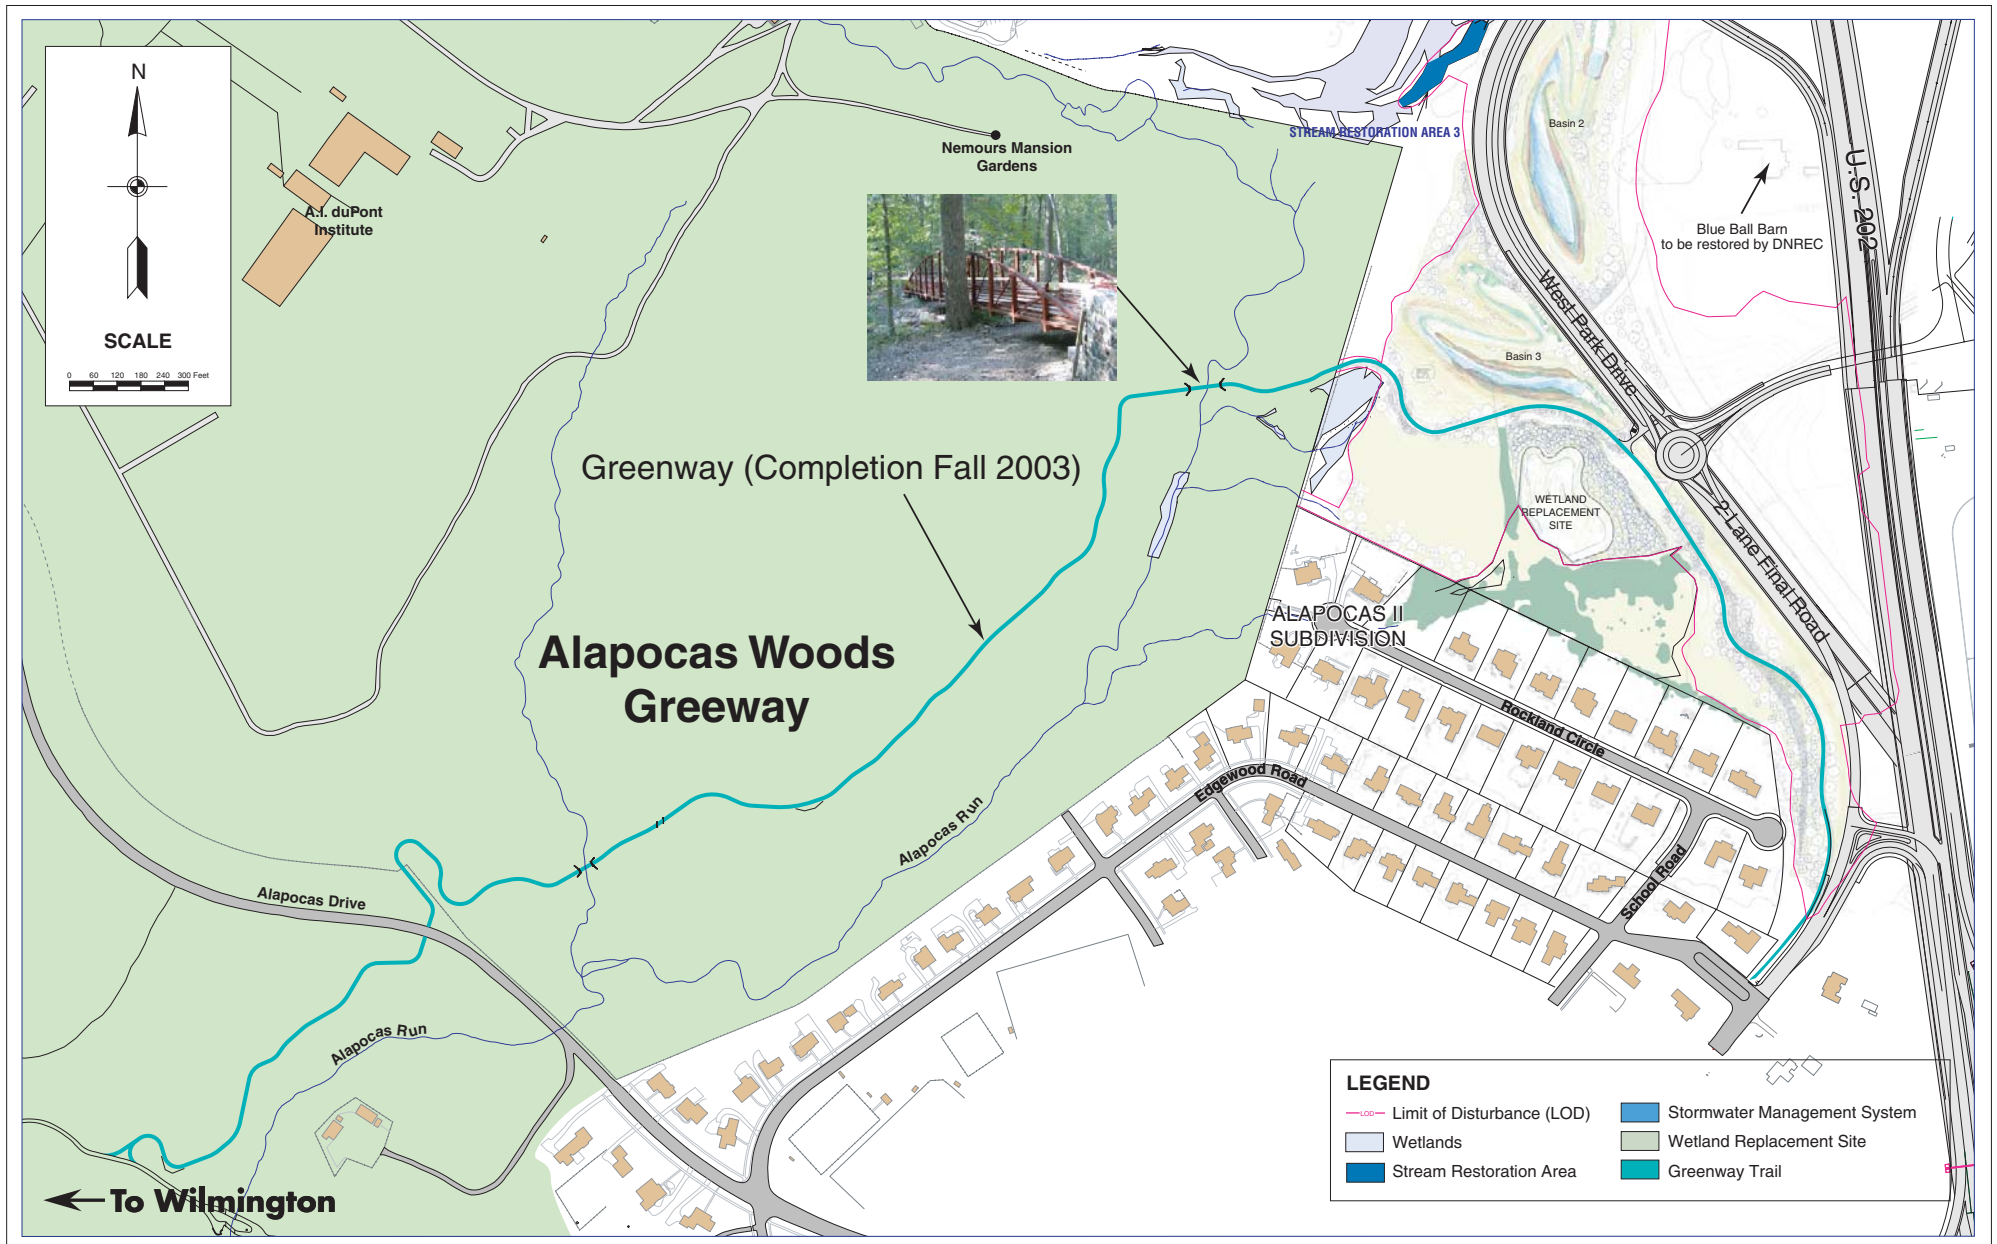 N
SCALE
0 60 120 180 240 300 Feet
A.I. duPont
Institute
Nemours Mansion
Gardens
STREAM RESTORATION AREA 3
Basin 2
U.S. 202
Blue Ball Barn
to be restored by DNREC
West Park Drive
Basin 3
Greenway (Completion Fall 2003)
WETLAND
REPLACEMENT
SITE
2-Lane Final Road
Alapocas Woods
Greeway
ALAPOCAS II
SUBDIVISION
Rockland Circle
Edgewood Road
Alapocas Run
School Road
Alapocas Drive
Alapocas Run
To Wilmington
LEGEND
LOD Limit of Disturbance (LOD)
Wetlands
Stream Restoration Area
Stormwater Management System
Wetland Replacement Site
Greenway Trail